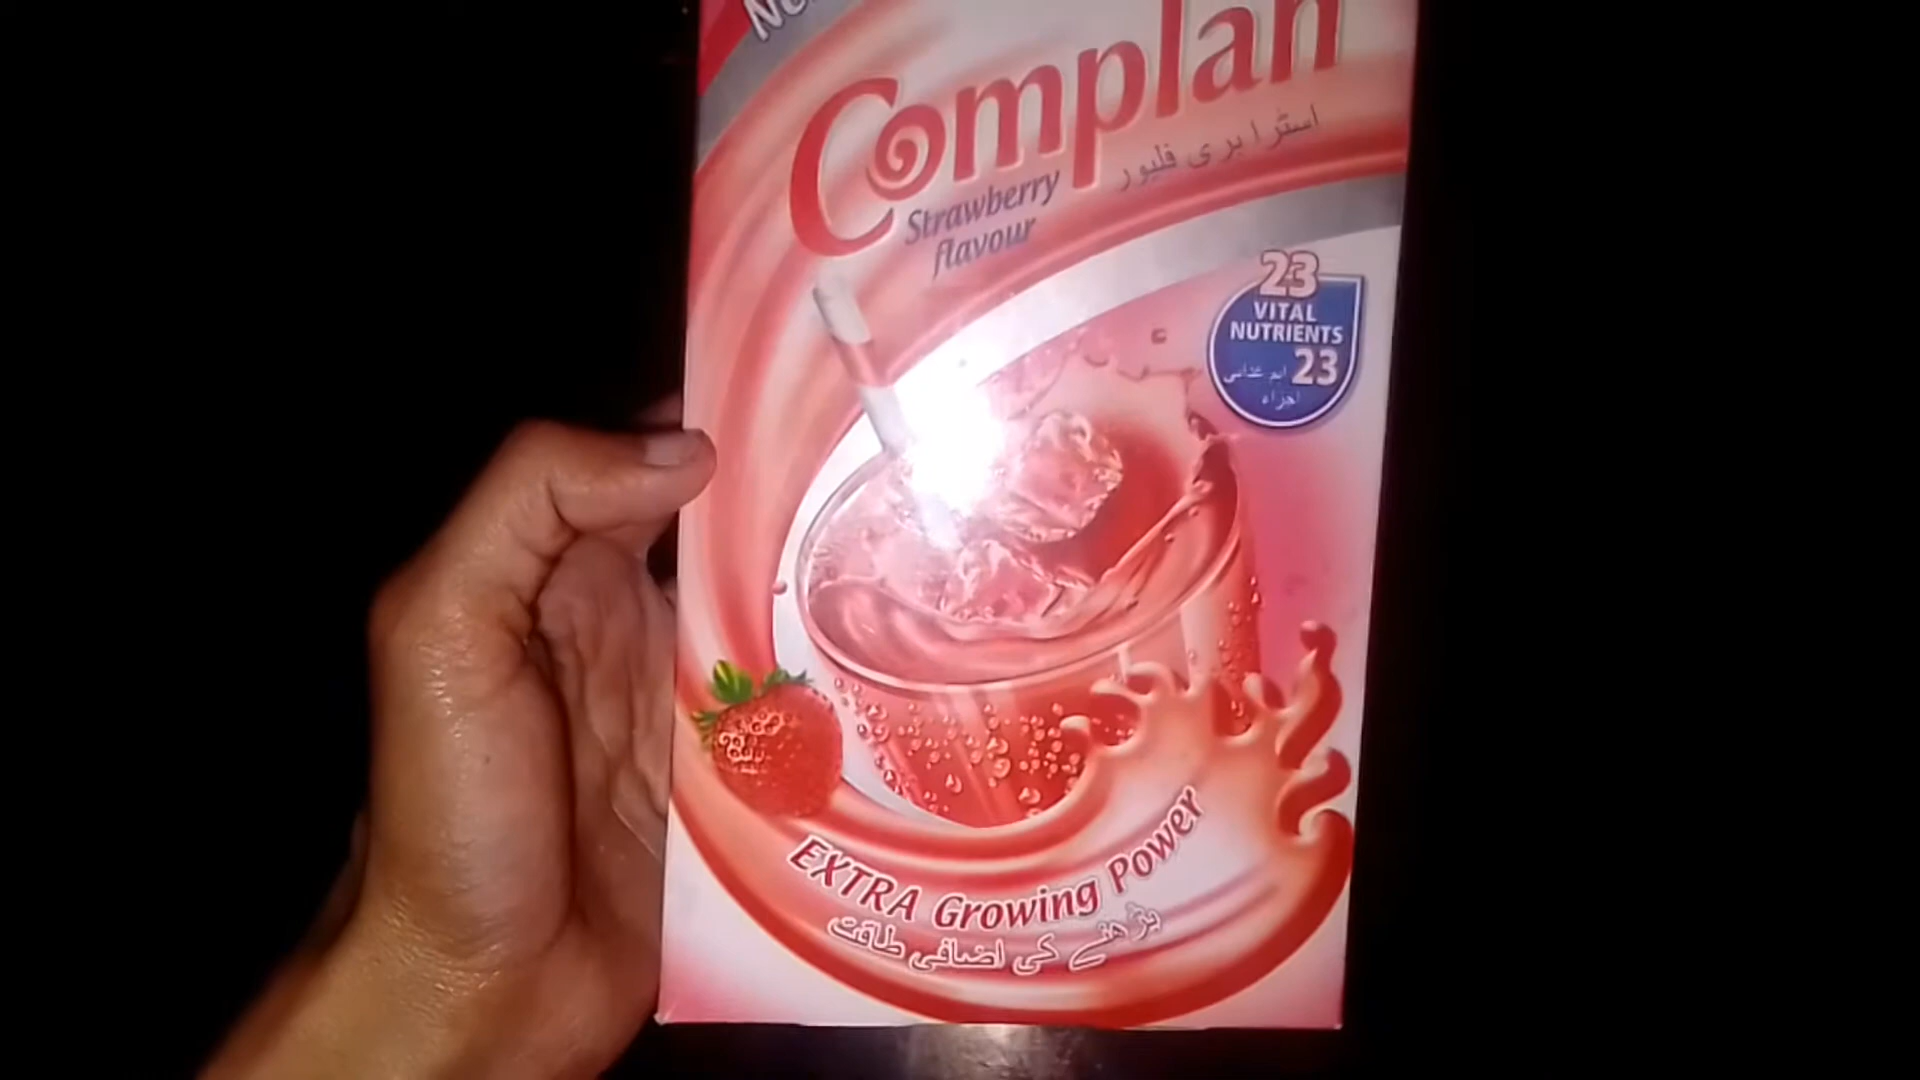 Complan
Strawberry
flavour
اسٹرابری فلیور
23
VITAL
NUTRIENTS
23 اہم غذائی
اجزاء
EXTRA Growing Power
بڑھنے کی اضافی طاقت